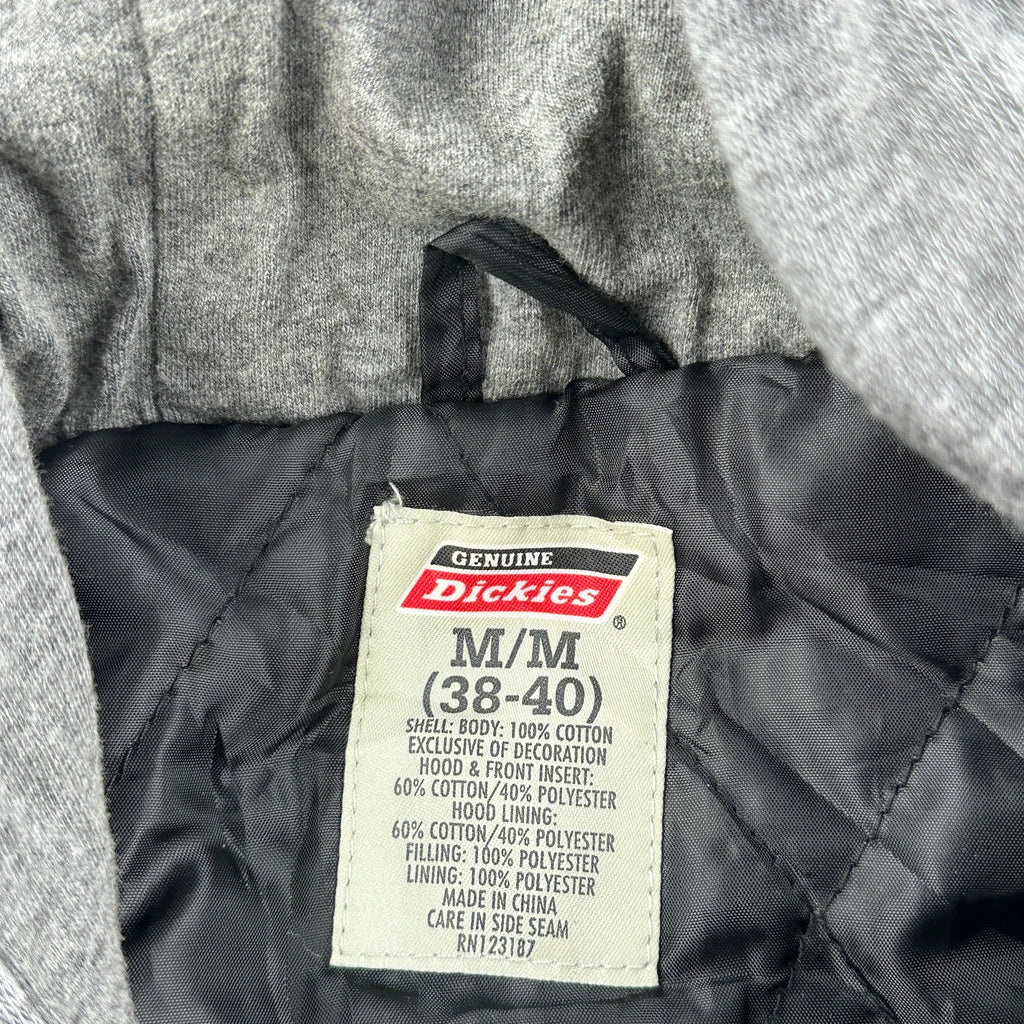 GENUINE
Dickies
®
M/M
(38-40)
SHELL: BODY: 100% COTTON
EXCLUSIVE OF DECORATION
HOOD & FRONT INSERT:
60% COTTON/40% POLYESTER
HOOD LINING:
60% COTTON/40% POLYESTER
FILLING: 100% POLYESTER
LINING: 100% POLYESTER
MADE IN CHINA
CARE IN SIDE SEAM
RN123187